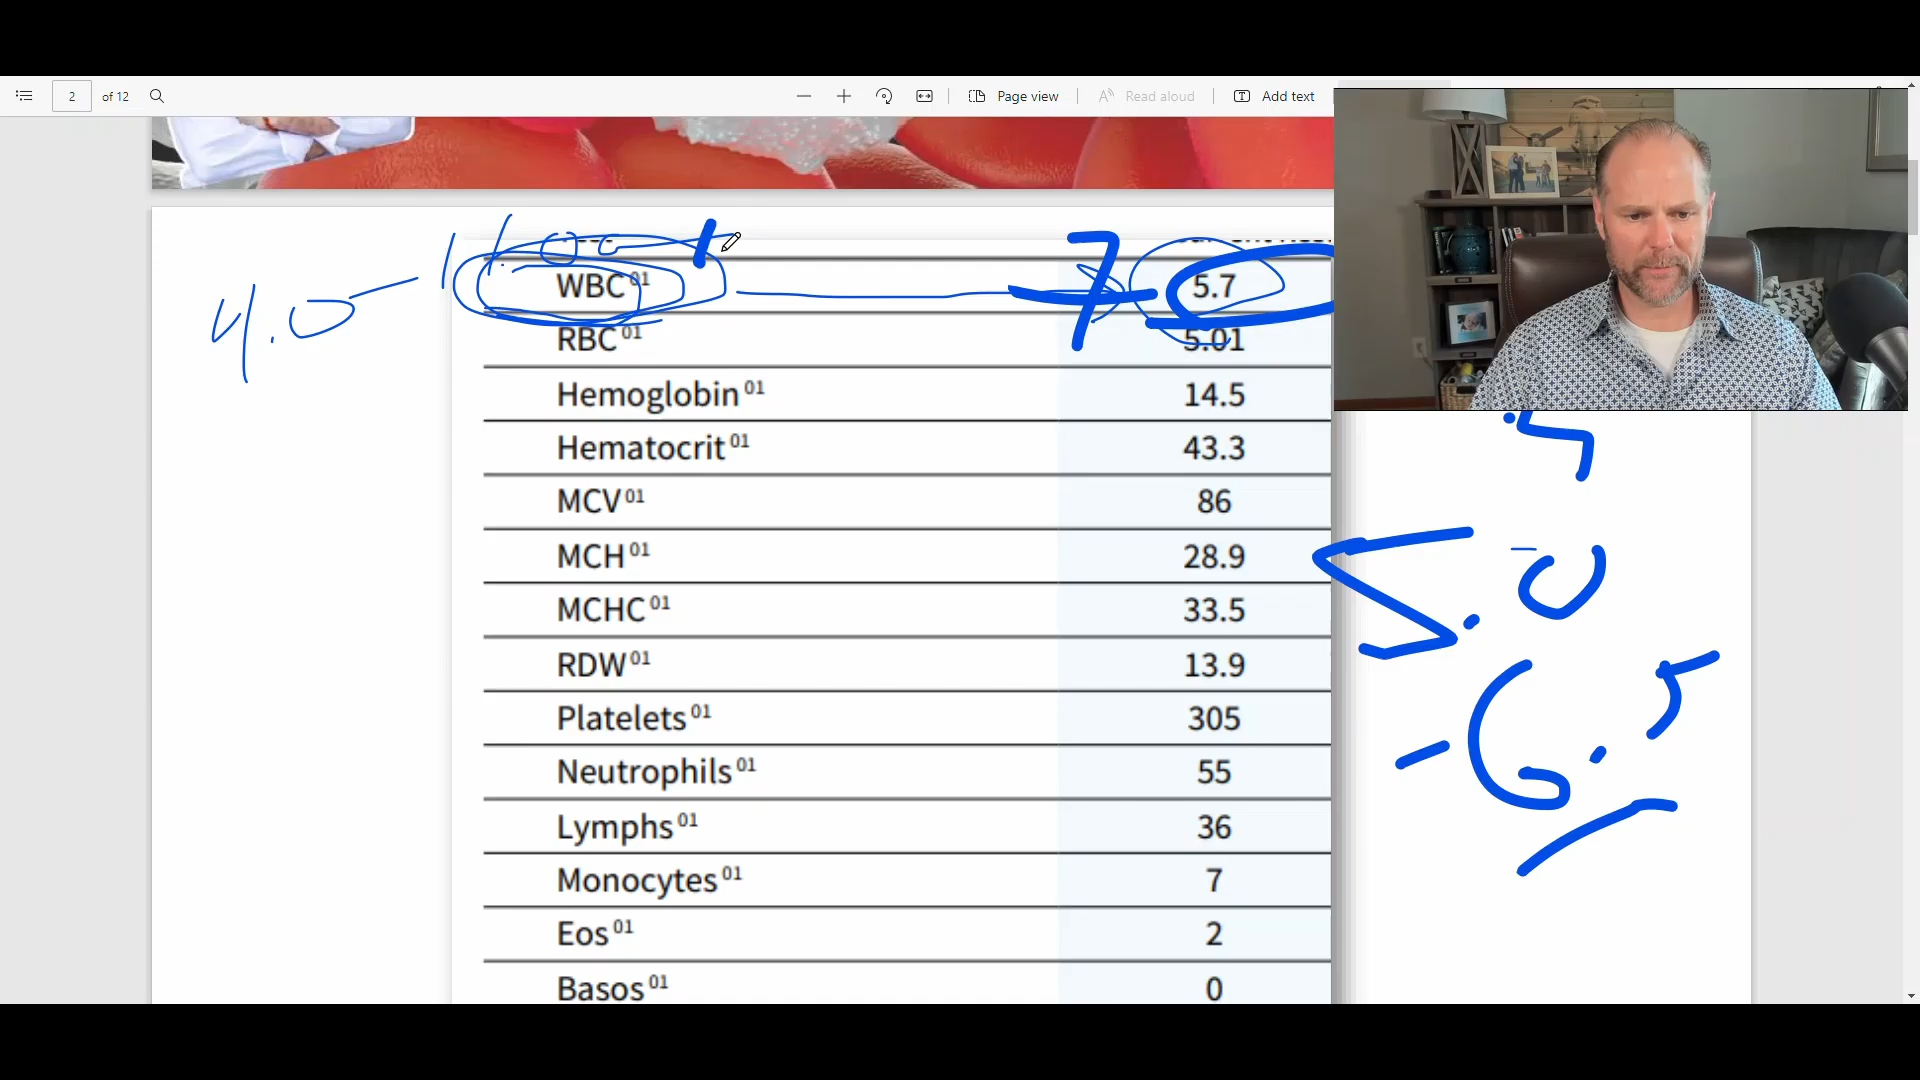 2 of 12 Page view Read aloud Add text
4.0 - 11.0
7
WBC 01 5.7
RBC 01 5.01
Hemoglobin 01 14.5
Hematocrit 01 43.3
MCV 01 86
MCH 01 28.9
MCHC 01 33.5
RDW 01 13.9
Platelets 01 305
Neutrophils 01 55
Lymphs 01 36
Monocytes 01 7
Eos 01 2
Basos 01 0
5.0
- 6.5